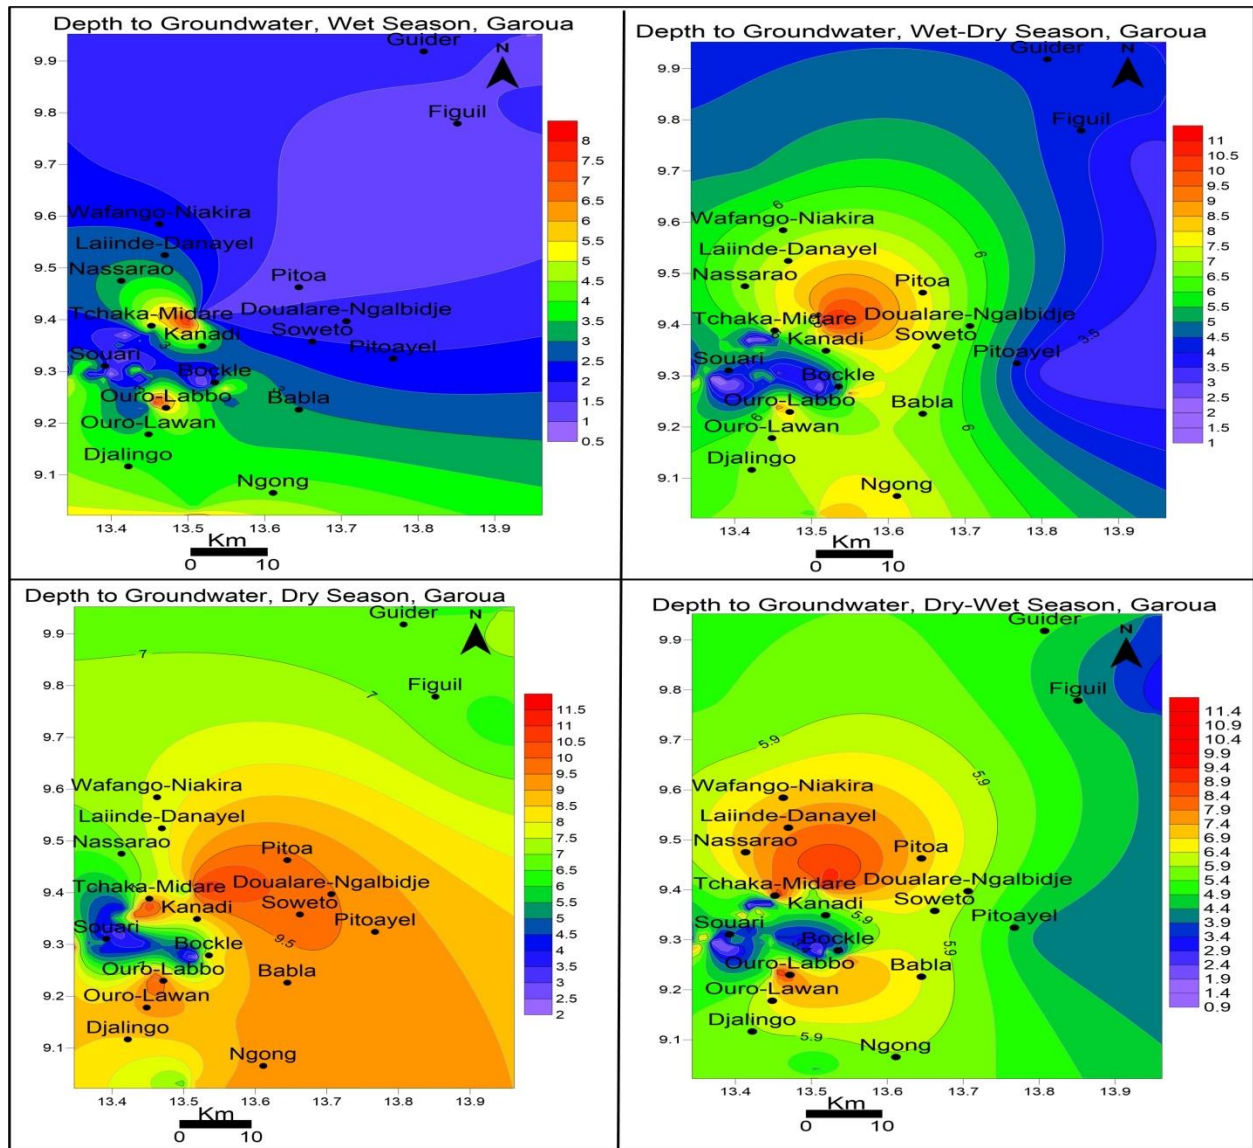 Depth to Groundwater, Wet Season, Garoua
Guider
N
9.9
Figuil
9.8
9.7
9.6
Wafango-Niakira
Laiinde-Danayel
9.5
Nassarao
Pitoa
9.4
Tchaka-Midare
Doualare-Ngalbidje
Kanadi
Soweto
Souari
Pitoayel
9.3
Bockle
Ouro-Labbo
Babla
9.2
Ouro-Lawan
Djalingo
9.1
Ngong
13.4 13.5 13.6 13.7 13.8 13.9
Km
0 10
8
7.5
7
6.5
6
5.5
5
4.5
4
3.5
3
2.5
2
1.5
1
0.5
Depth to Groundwater, Wet-Dry Season, Garoua
Guider
N
9.9
Figuil
9.8
9.7
9.6
6
Wafango-Niakira
Laiinde-Danayel
9.5
Nassarao
Pitoa
6
9.4
Tchaka-Midare
Doualare-Ngalbidje
Kanadi
Soweto
3.5
Souari
Pitoayel
9.3
Bockle
Ouro-Labbo
Babla
9.2
6
6
Ouro-Lawan
Djalingo
9.1
Ngong
13.4 13.5 13.6 13.7 13.8 13.9
Km
0 10
11
10.5
10
9.5
9
8.5
8
7.5
7
6.5
6
5.5
5
4.5
4
3.5
3
2.5
2
1.5
1
Depth to Groundwater, Dry Season, Garoua
Guider
N
9.9
7
7
Figuil
9.8
9.7
9.6
Wafango-Niakira
Laiinde-Danayel
9.5
Nassarao
Pitoa
9.4
Tchaka-Midare
Doualare-Ngalbidje
Kanadi
Soweto
Souari
Pitoayel
9.5
9.3
Bockle
Ouro-Labbo
Babla
9.2
Ouro-Lawan
Djalingo
9.1
Ngong
13.4 13.5 13.6 13.7 13.8 13.9
Km
0 10
11.5
11
10.5
10
9.5
9
8.5
8
7.5
7
6.5
6
5.5
5
4.5
4
3.5
3
2.5
2
Depth to Groundwater, Dry-Wet Season, Garoua
Guider
N
9.9
Figuil
9.8
9.7
5.9
5.9
9.6
Wafango-Niakira
Laiinde-Danayel
9.5
Nassarao
Pitoa
9.4
Tchaka-Midare
Doualare-Ngalbidje
Kanadi
Soweto
5.9
Souari
Pitoayel
9.3
5.9
Bockle
Ouro-Labbo
Babla
9.2
Ouro-Lawan
Djalingo
9.1
5.9
Ngong
13.4 13.5 13.6 13.7 13.8 13.9
Km
0 10
11.4
10.9
10.4
9.9
9.4
8.9
8.4
7.9
7.4
6.9
6.4
5.9
5.4
4.9
4.4
3.9
3.4
2.9
2.4
1.9
1.4
0.9